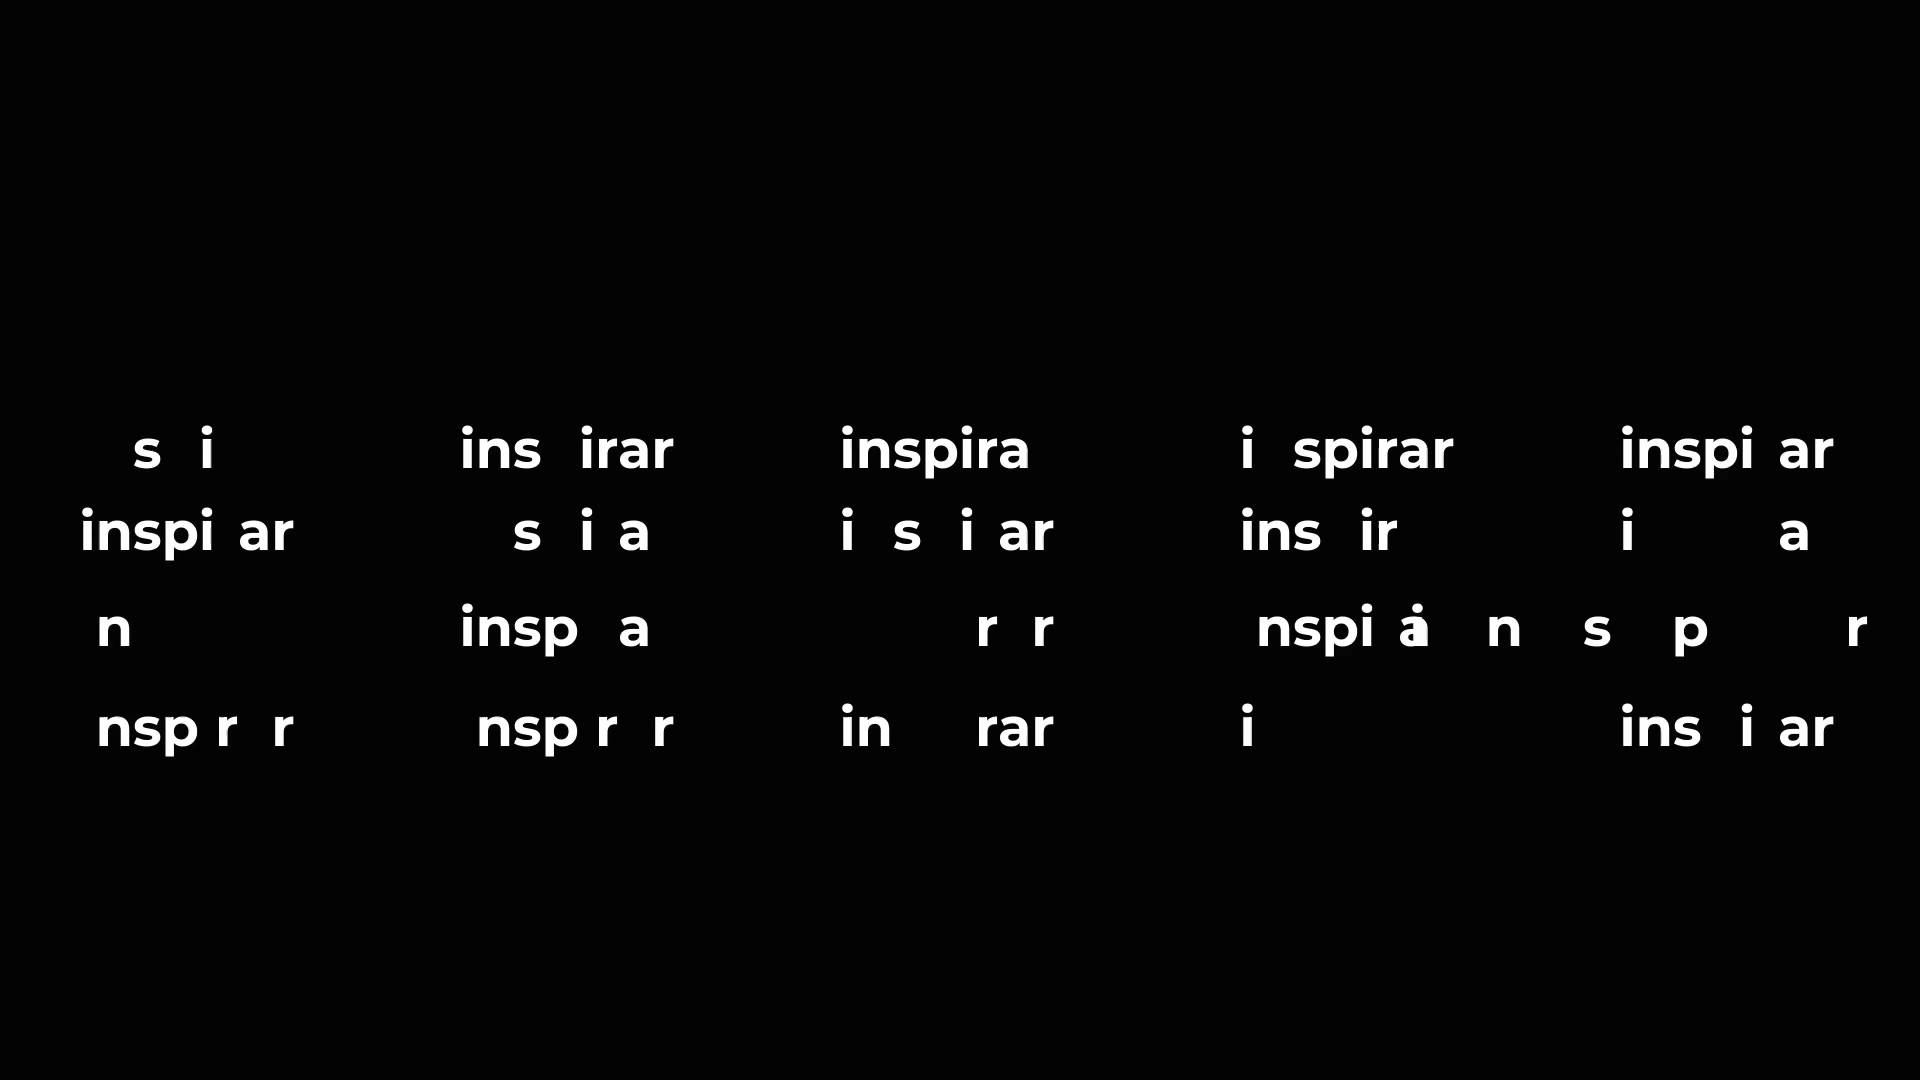 s i ins irar inspira i spirar inspi ar
inspi ar s i a i s i ar ins ir i a
n insp a r r nspi a i n s p r
nsp r r nsp r r in rar i ins i ar